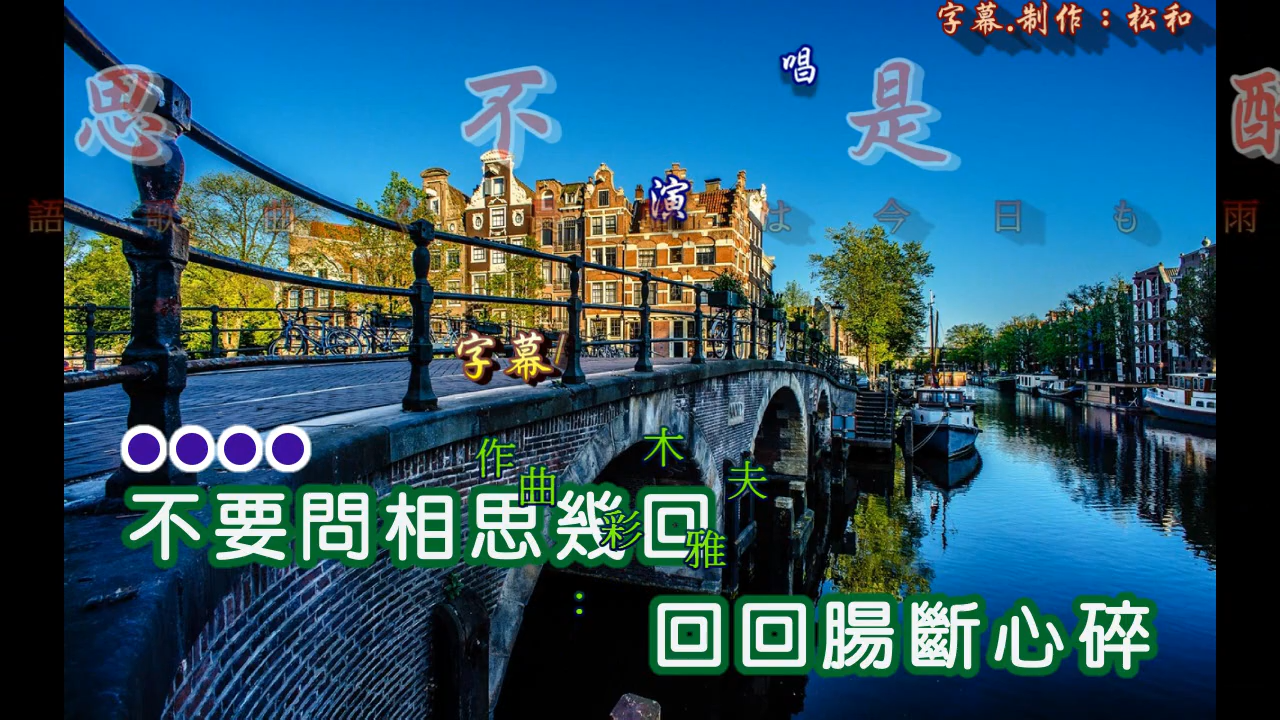 字幕.制作：松和
唱
思不是酔
語歌曲 は今日も雨
演
字幕/
作曲：彩木雅夫
不要問相思幾回
回回腸斷心碎